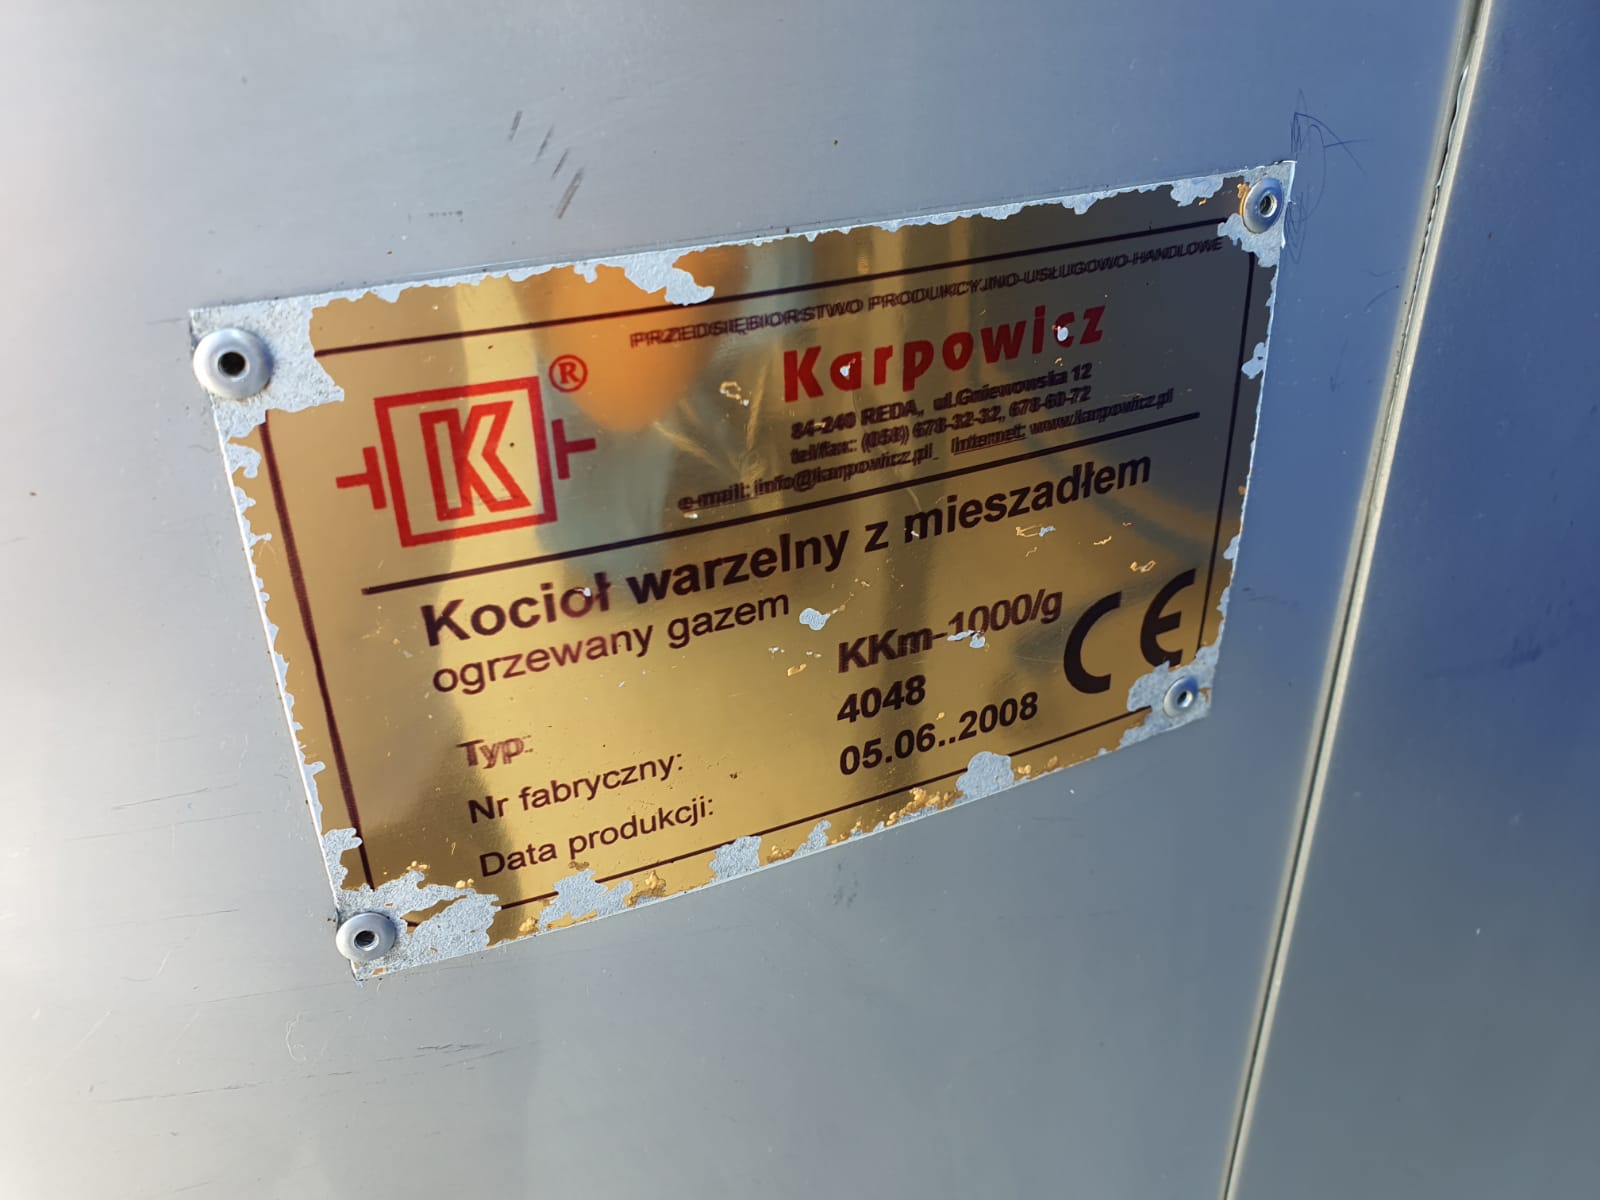 PRZEDSIĘBIORSTWO PRODUKCYJNO-USŁUGOWO-HANDLOWE
K ®
Karpowicz
84-240 REDA, ul.Gniewowska 12
tel/fax: (058) 678-32-32, 678-60-72
e-mail: info@karpowicz.pl Internet: www.karpowicz.pl
Kocioł warzelny z mieszadłem
ogrzewany gazem
Typ: KKm-1000/g
Nr fabryczny: 4048
Data produkcji: 05.06..2008
CE